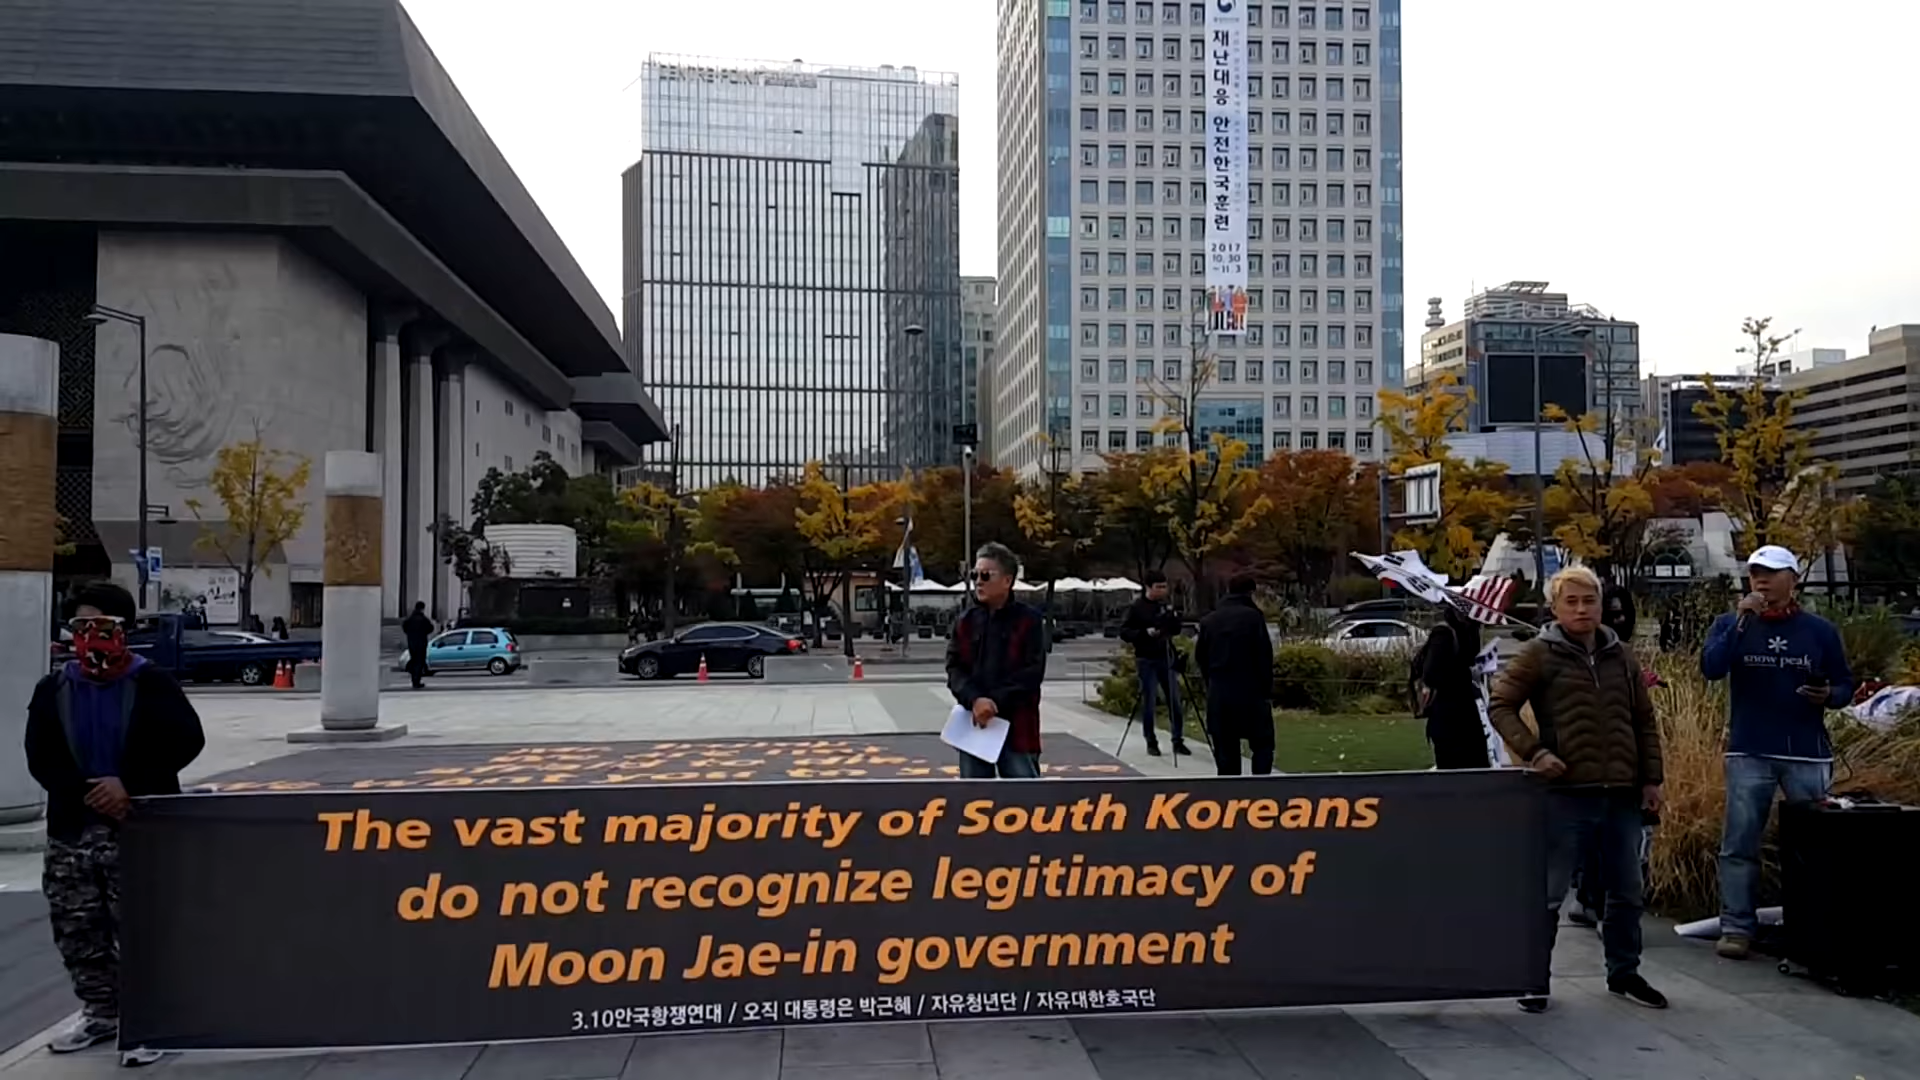 CENTREPOINT
재난대응 안전한국훈련
2017
10.30
~11.3
snow peak
The vast majority of South Koreans
do not recognize legitimacy of
Moon Jae-in government
3.10안국항쟁연대 / 오직 대통령은 박근혜 / 자유청년단 / 자유대한호국단